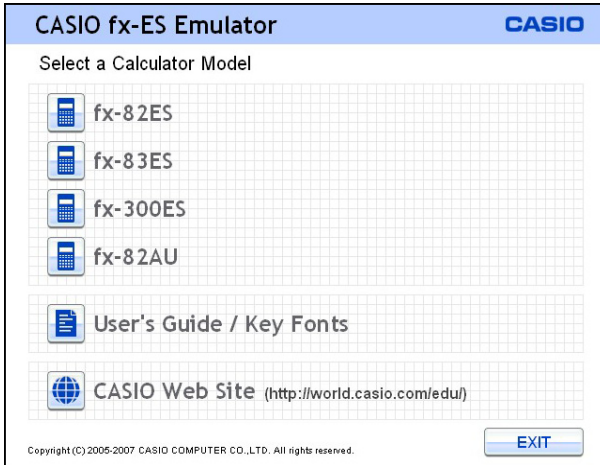 CASIO fx-ES Emulator CASIO
Select a Calculator Model
fx-82ES
fx-83ES
fx-300ES
fx-82AU
User's Guide / Key Fonts
CASIO Web Site (http://world.casio.com/edu/)
Copyright (C) 2005-2007 CASIO COMPUTER CO.,LTD. All rights reserved. EXIT